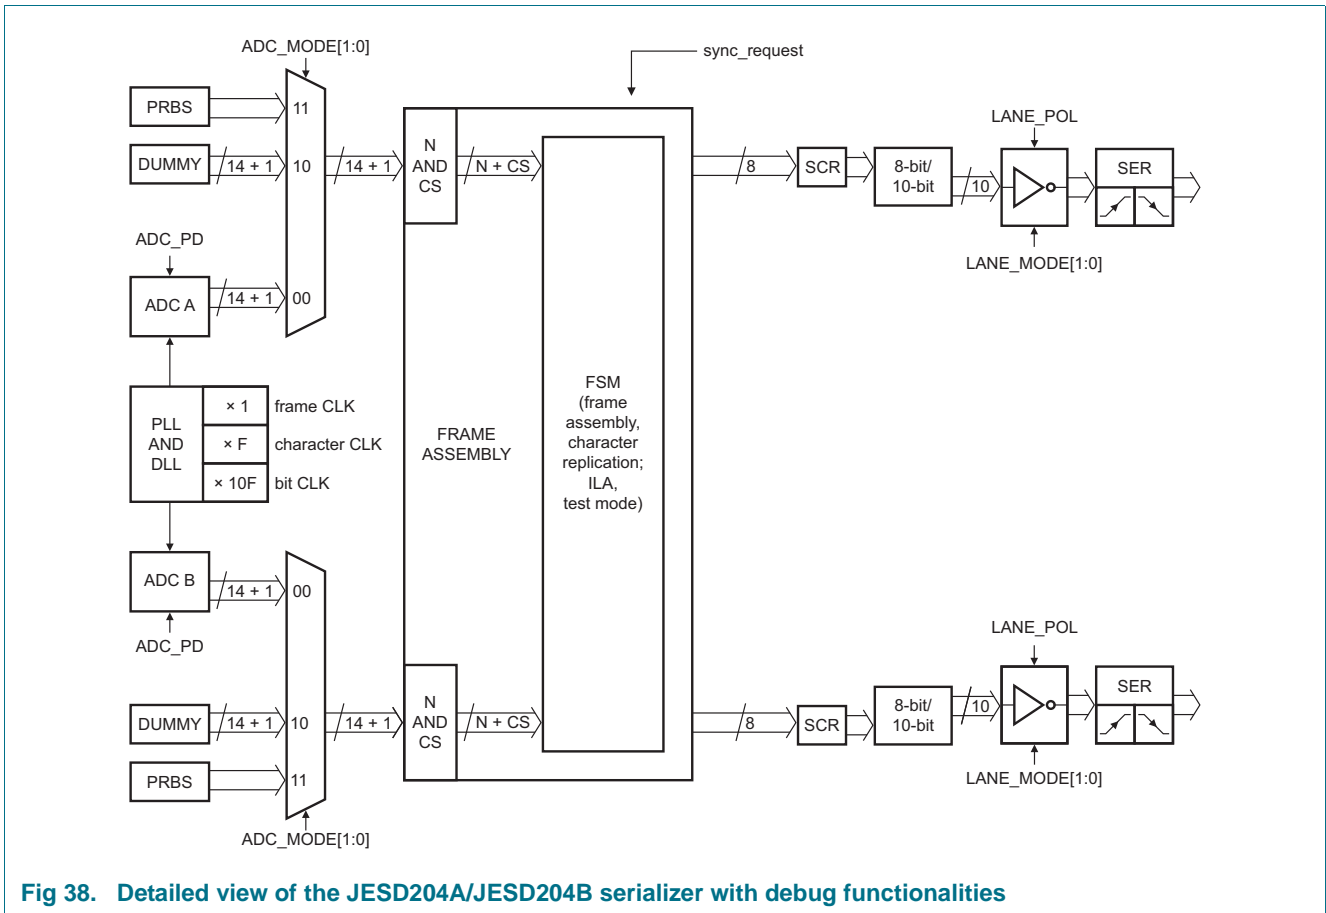 ADC_MODE[1:0]
sync_request
PRBS
11
LANE_POL
DUMMY
14 + 1
10
14 + 1
N
AND
CS
N + CS
8
SCR
8-bit/
10-bit
10
SER
ADC_PD
LANE_MODE[1:0]
ADC A
14 + 1
00
PLL
AND
DLL
× 1
frame CLK
× F
character CLK
× 10F
bit CLK
FRAME
ASSEMBLY
FSM
(frame
assembly,
character
replication;
ILA,
test mode)
ADC B
14 + 1
00
ADC_PD
LANE_POL
DUMMY
14 + 1
10
14 + 1
N
AND
CS
N + CS
8
SCR
8-bit/
10-bit
10
SER
PRBS
11
LANE_MODE[1:0]
ADC_MODE[1:0]
Fig 38. Detailed view of the JESD204A/JESD204B serializer with debug functionalities